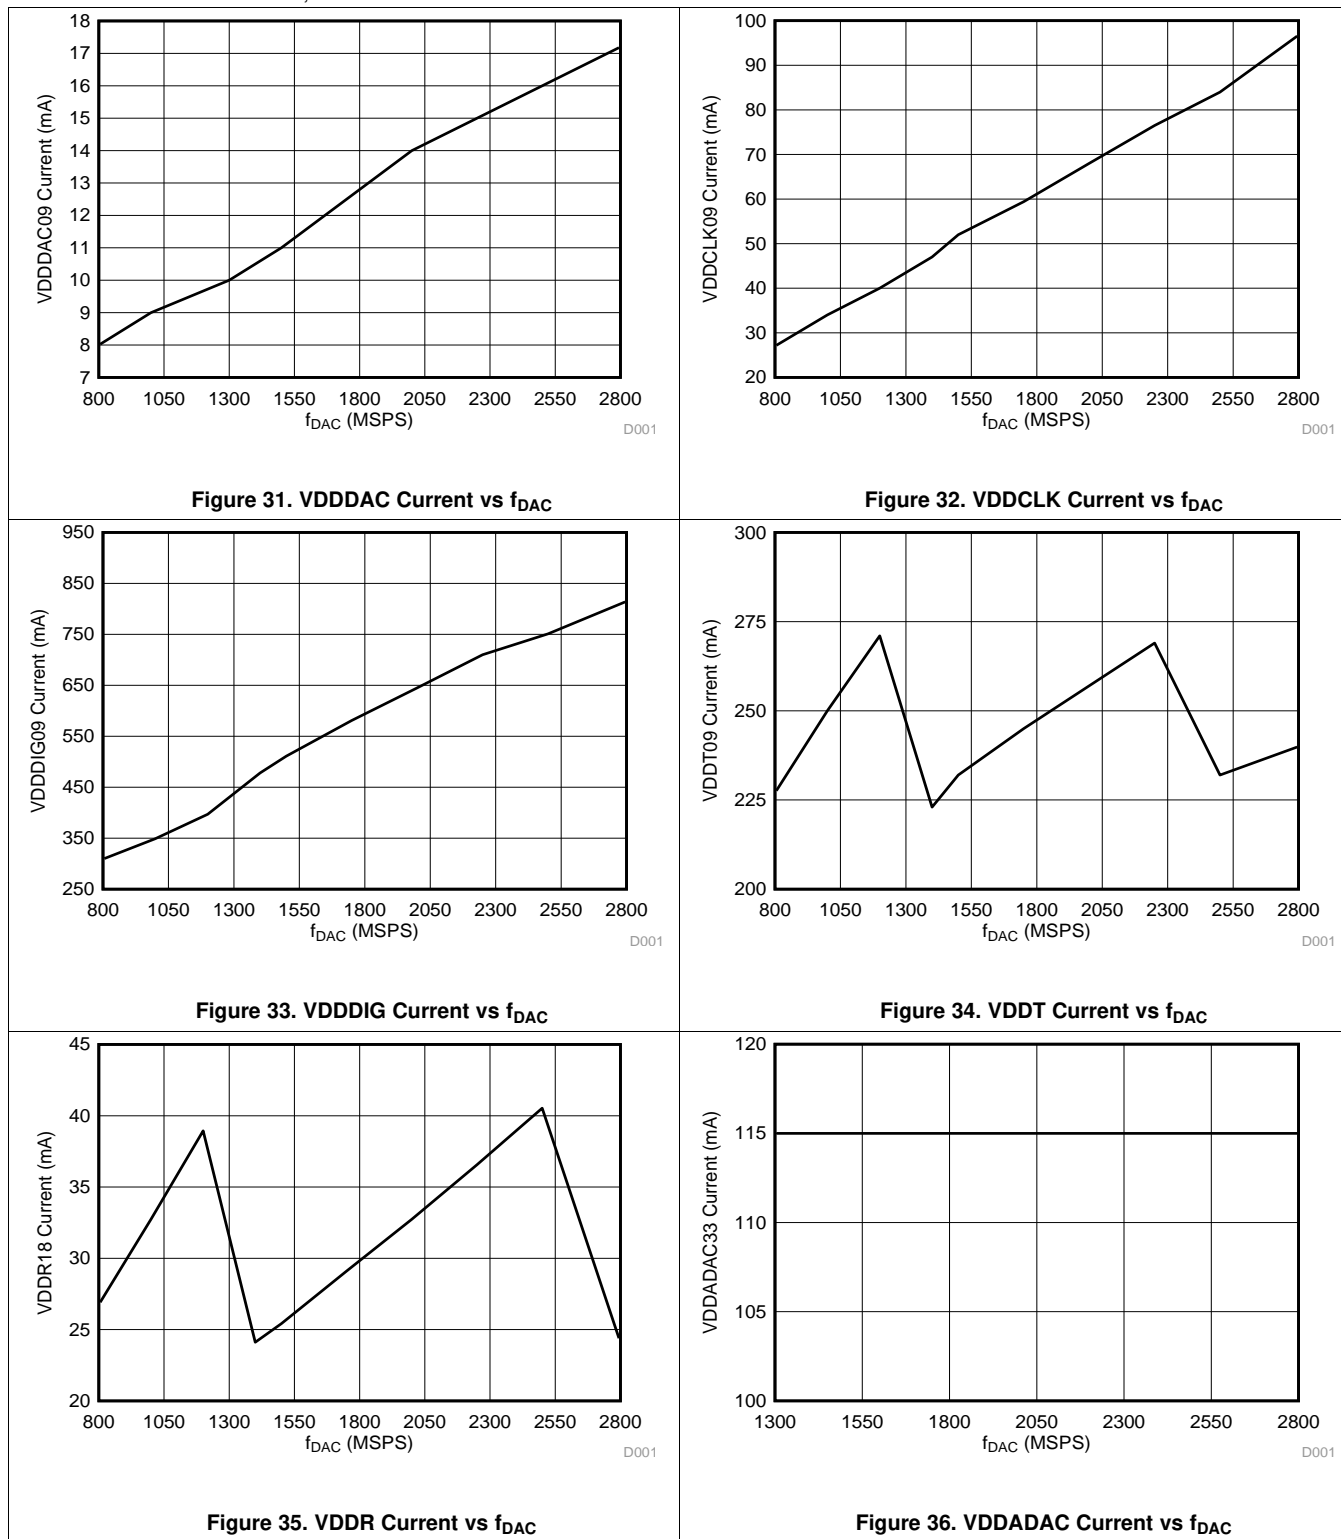 18
17
16
15
14
13
12
11
10
9
8
7
VDDDAC09 Current (mA)
800 1050 1300 1550 1800 2050 2300 2550 2800
fDAC (MSPS)
D001
Figure 31. VDDDAC Current vs fDAC
100
90
80
70
60
50
40
30
20
VDDCLK09 Current (mA)
800 1050 1300 1550 1800 2050 2300 2550 2800
fDAC (MSPS)
D001
Figure 32. VDDCLK Current vs fDAC
950
850
750
650
550
450
350
250
VDDDIG09 Current (mA)
800 1050 1300 1550 1800 2050 2300 2550 2800
fDAC (MSPS)
D001
Figure 33. VDDDIG Current vs fDAC
300
275
250
225
200
VDDT09 Current (mA)
800 1050 1300 1550 1800 2050 2300 2550 2800
fDAC (MSPS)
D001
Figure 34. VDDT Current vs fDAC
45
40
35
30
25
20
VDDR18 Current (mA)
800 1050 1300 1550 1800 2050 2300 2550 2800
fDAC (MSPS)
D001
Figure 35. VDDR Current vs fDAC
120
115
110
105
100
VDDADAC33 Current (mA)
1300 1550 1800 2050 2300 2550 2800
fDAC (MSPS)
D001
Figure 36. VDDADAC Current vs fDAC